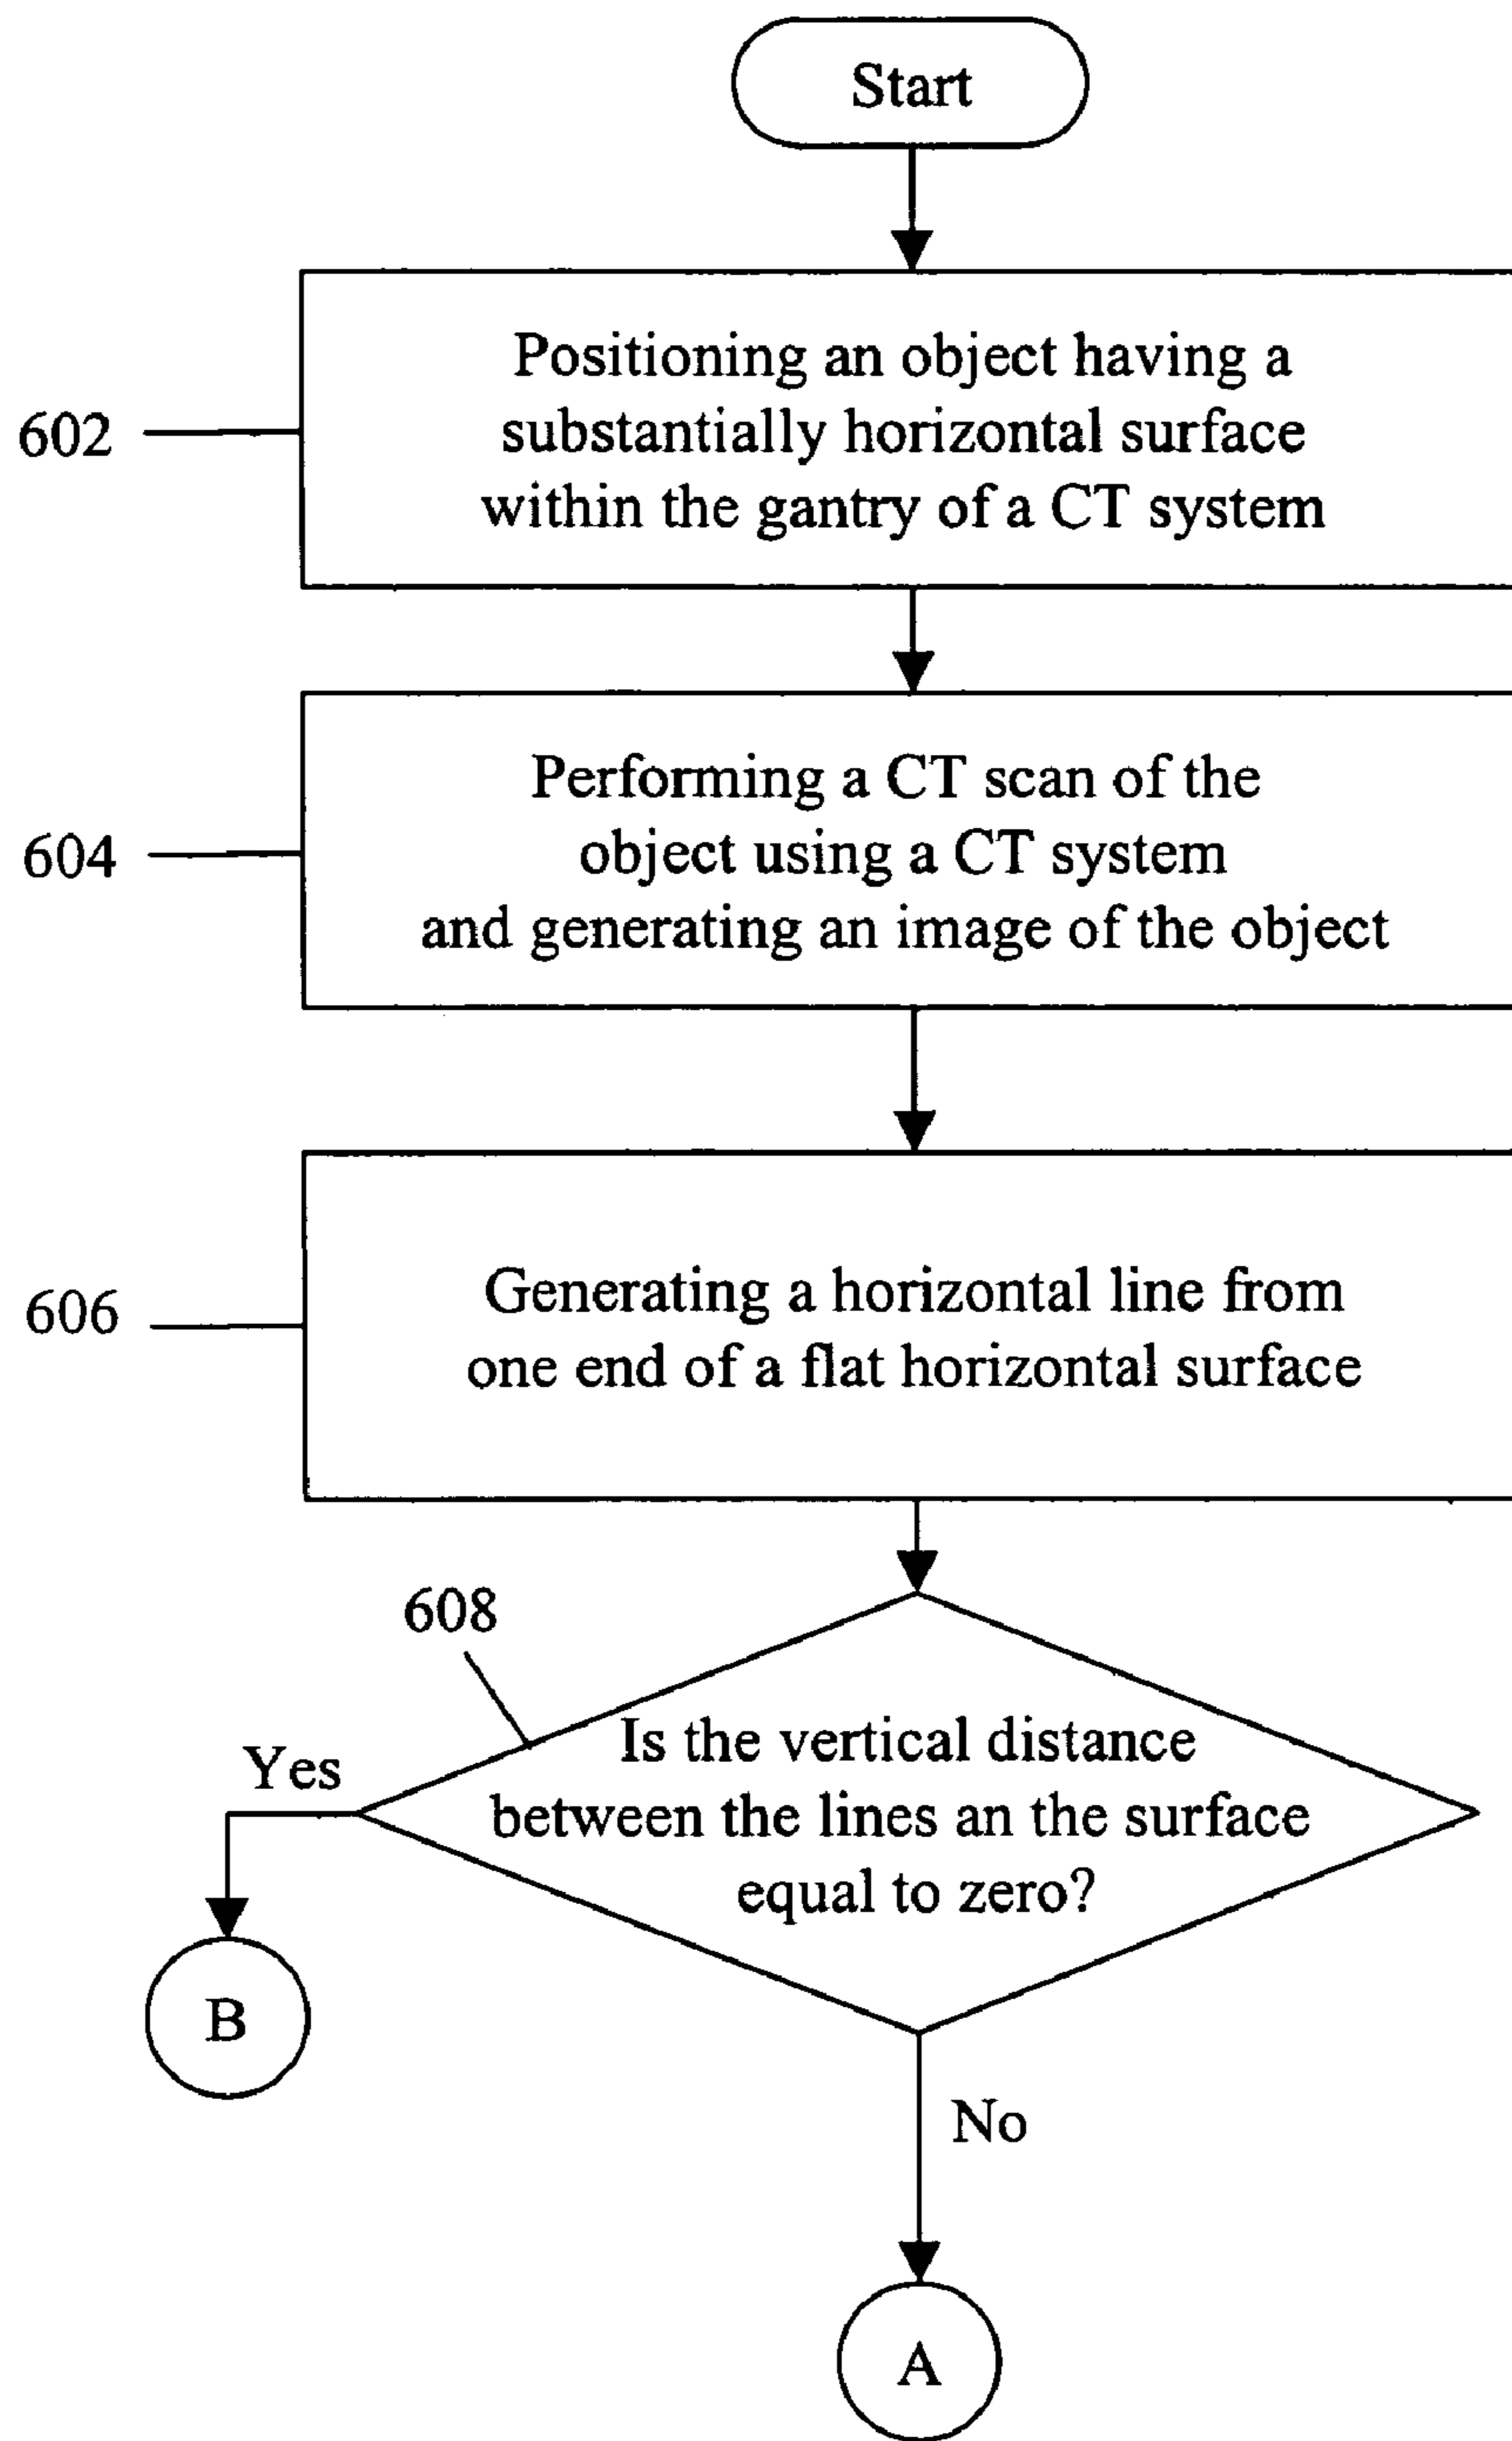 Start
602
Positioning an object having a
substantially horizontal surface
within the gantry of a CT system
604
Performing a CT scan of the
object using a CT system
and generating an image of the object
606
Generating a horizontal line from
one end of a flat horizontal surface
608
Is the vertical distance
between the lines an the surface
equal to zero?
Yes
B
No
A